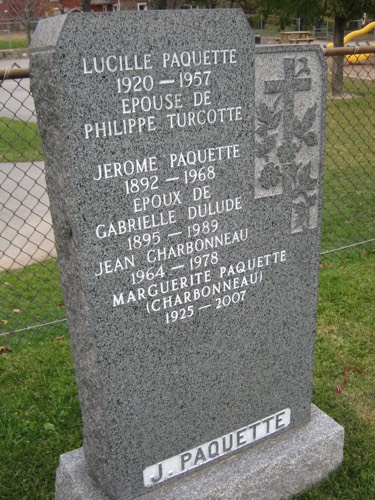 LUCILLE PAQUETTE
1920 — 1957
EPOUSE DE
PHILIPPE TURCOTTE
JEROME PAQUETTE
1892 — 1968
EPOUX DE
GABRIELLE DULUDE
1895 — 1989
JEAN CHARBONNEAU
1964 — 1978
MARGUERITE PAQUETTE
(CHARBONNEAU)
1925 - 2007
J. PAQUETTE